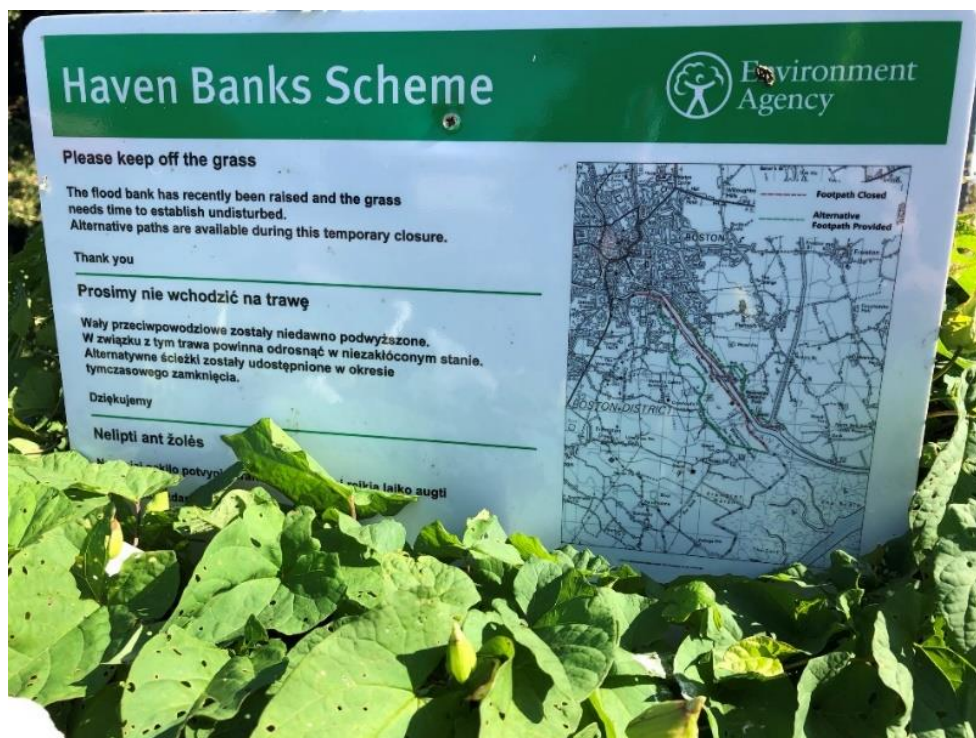 Haven Banks Scheme
Environment
Agency
Please keep off the grass
The flood bank has recently been raised and the grass
needs time to establish undisturbed.
Alternative paths are available during this temporary closure.
Thank you
Prosimy nie wchodzić na trawę
Wały przeciwpowodziowe zostały niedawno podwyższone.
W związku z tym trawa powinna odrosnąć w niezakłóconym stanie.
Alternatywne ścieżki zostały udostępnione w okresie
tymczasowego zamknięcia.
Dziękujemy
Nelipti ant žolės
reikia laiko augti
Footpath Closed
Alternative
Footpath Provided
BOSTON
BOSTON DISTRICT